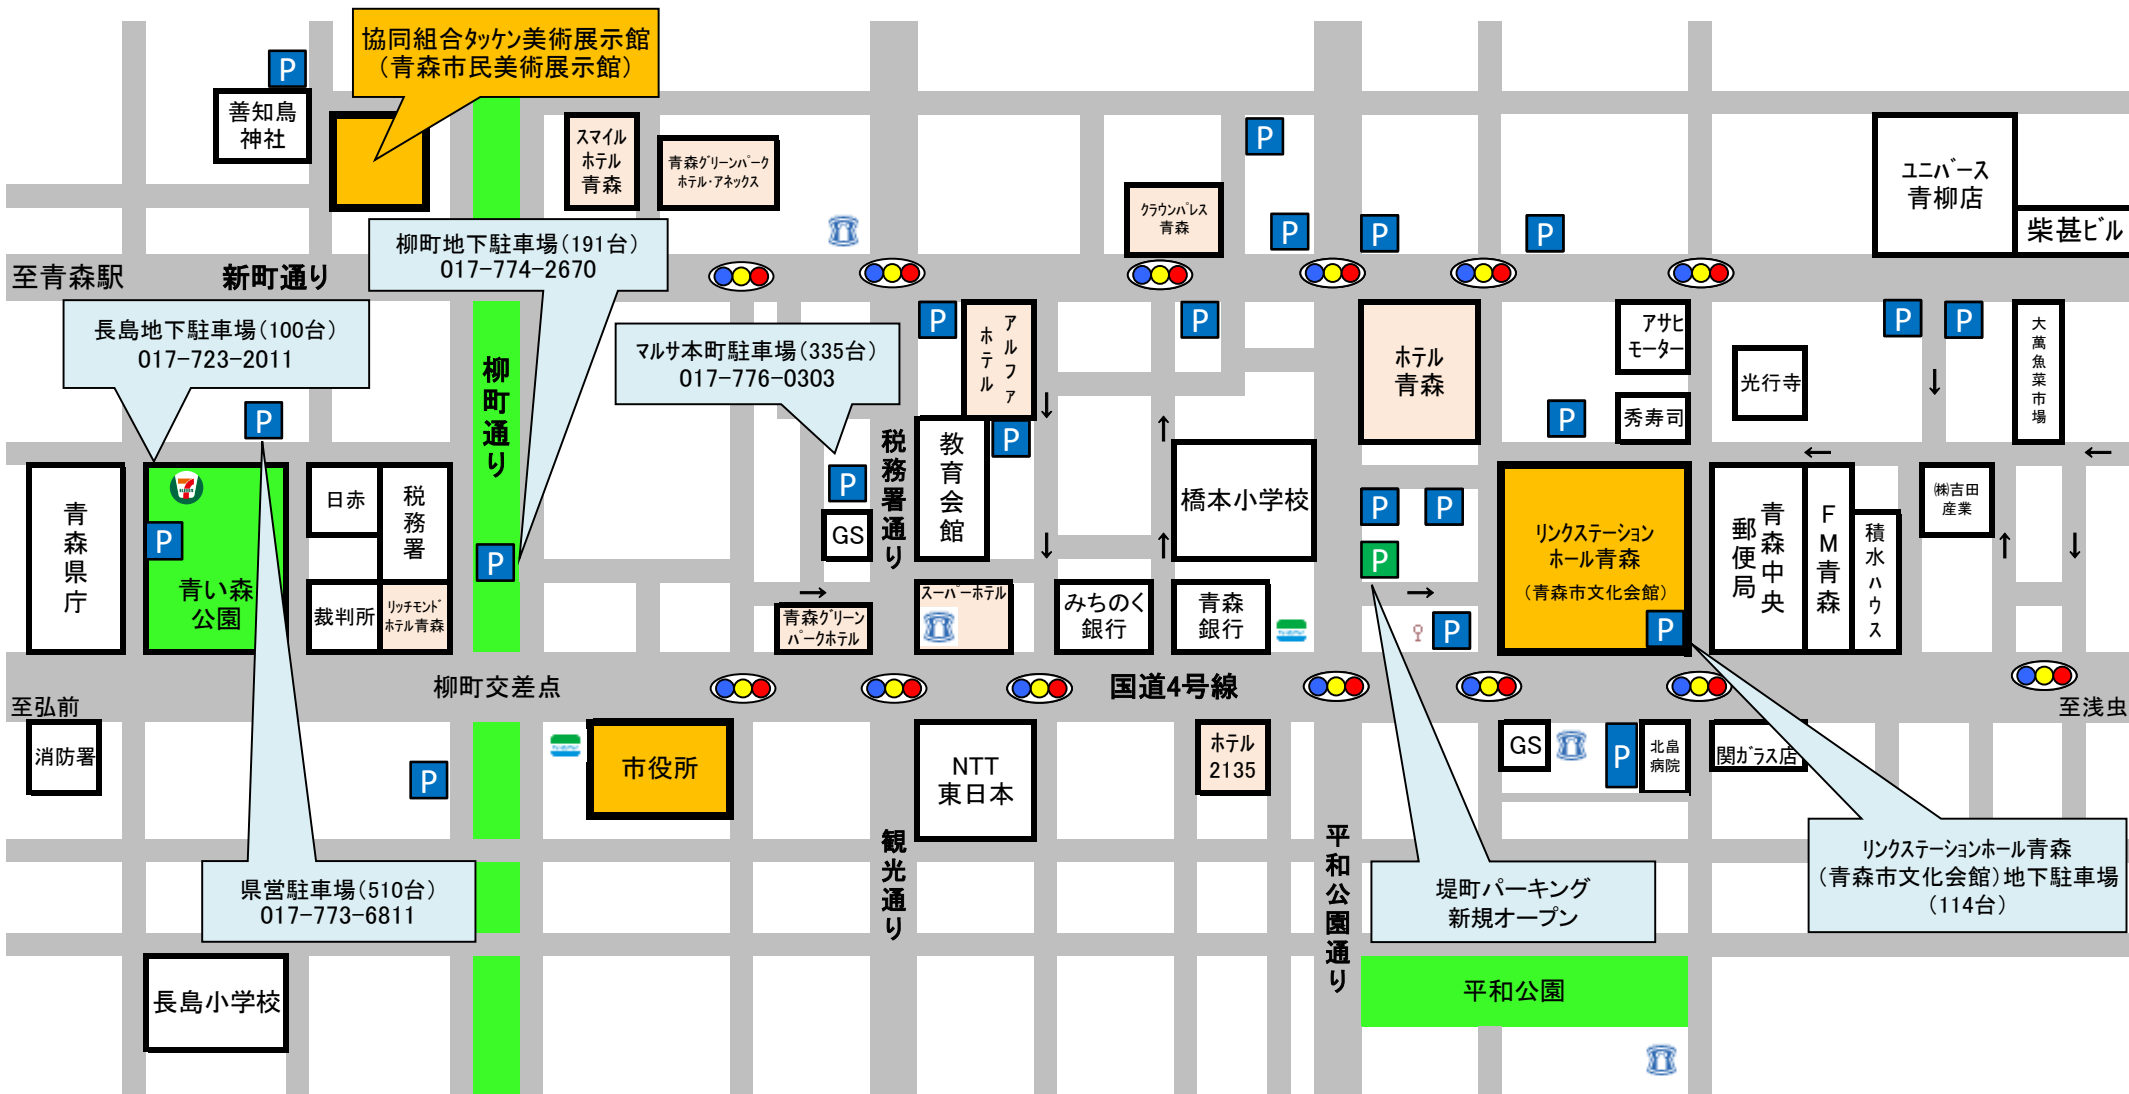 協同組合タッケン美術展示館
（青森市民美術展示館）
P
善知鳥
神社
スマイル
ホテル
青森
青森グリーンパーク
ホテル・アネックス
P
クラウンパレス
青森
P
P
P
ユニバース
青柳店
柴甚ビル
柳町地下駐車場（191台）
017-774-2670
至青森駅
新町通り
長島地下駐車場（100台）
017-723-2011
マルサ本町駐車場（335台）
017-776-0303
P
アルファ
ホテル
P
ホテル
青森
アサヒ
モーター
光行寺
P
P
大萬魚菜市場
P
柳町通り
税務署通り
教育会館
P
P
秀寿司
青森県庁
P
青い森
公園
日赤
税務署
裁判所
リッチモンド
ホテル青森
P
P
GS
橋本小学校
P
P
P
リンクステーション
ホール青森
（青森市文化会館）
P
青森中央
郵便局
FM青森
積水ハウス
㈱吉田
産業
→
←
←
↓
↑
↓
↑
↓
↑
↓
→
青森グリーン
パークホテル
スーパーホテル
みちのく
銀行
青森
銀行
P
至弘前
柳町交差点
国道4号線
至浅虫
消防署
P
市役所
NTT
東日本
ホテル
2135
GS
P
北畠
病院
関ガラス店
県営駐車場（510台）
017-773-6811
観光通り
平和公園通り
堤町パーキング
新規オープン
リンクステーションホール青森
（青森市文化会館）地下駐車場
（114台）
長島小学校
平和公園